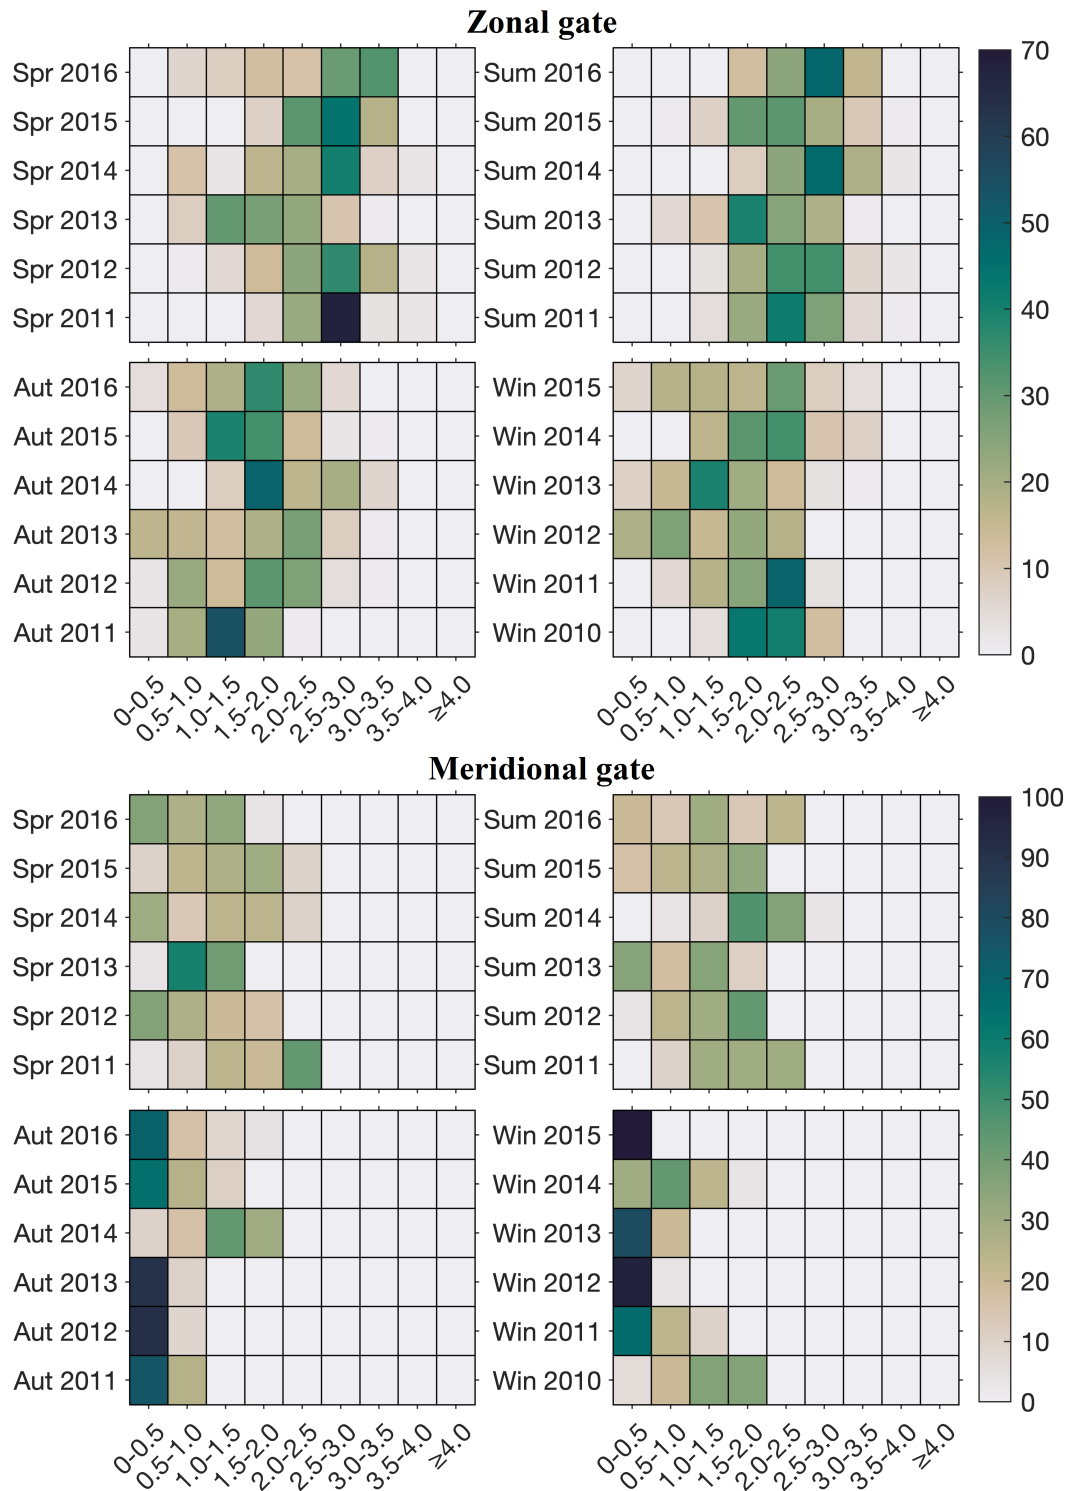 Zonal gate
Spr 2016
Spr 2015
Spr 2014
Spr 2013
Spr 2012
Spr 2011
Sum 2016
Sum 2015
Sum 2014
Sum 2013
Sum 2012
Sum 2011
Aut 2016
Aut 2015
Aut 2014
Aut 2013
Aut 2012
Aut 2011
Win 2015
Win 2014
Win 2013
Win 2012
Win 2011
Win 2010
70
60
50
40
30
20
10
0
0-0.5
0.5-1.0
1.0-1.5
1.5-2.0
2.0-2.5
2.5-3.0
3.0-3.5
3.5-4.0
≥4.0
0-0.5
0.5-1.0
1.0-1.5
1.5-2.0
2.0-2.5
2.5-3.0
3.0-3.5
3.5-4.0
≥4.0
Meridional gate
Spr 2016
Spr 2015
Spr 2014
Spr 2013
Spr 2012
Spr 2011
Sum 2016
Sum 2015
Sum 2014
Sum 2013
Sum 2012
Sum 2011
Aut 2016
Aut 2015
Aut 2014
Aut 2013
Aut 2012
Aut 2011
Win 2015
Win 2014
Win 2013
Win 2012
Win 2011
Win 2010
100
90
80
70
60
50
40
30
20
10
0
0-0.5
0.5-1.0
1.0-1.5
1.5-2.0
2.0-2.5
2.5-3.0
3.0-3.5
3.5-4.0
≥4.0
0-0.5
0.5-1.0
1.0-1.5
1.5-2.0
2.0-2.5
2.5-3.0
3.0-3.5
3.5-4.0
≥4.0